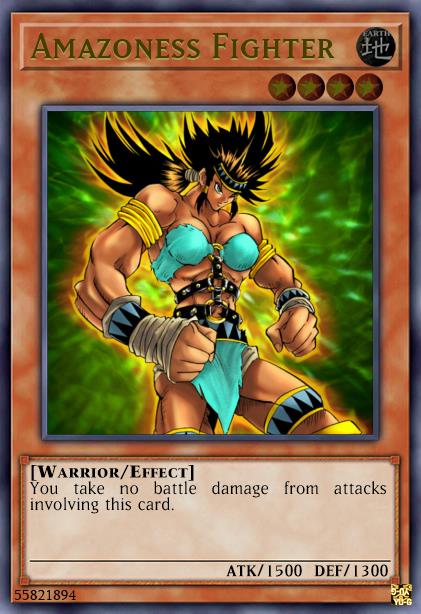 AMAZONESS FIGHTER
EARTH
地
[WARRIOR/EFFECT]
You take no battle damage from attacks
involving this card.
ATK/1500 DEF/1300
55821894